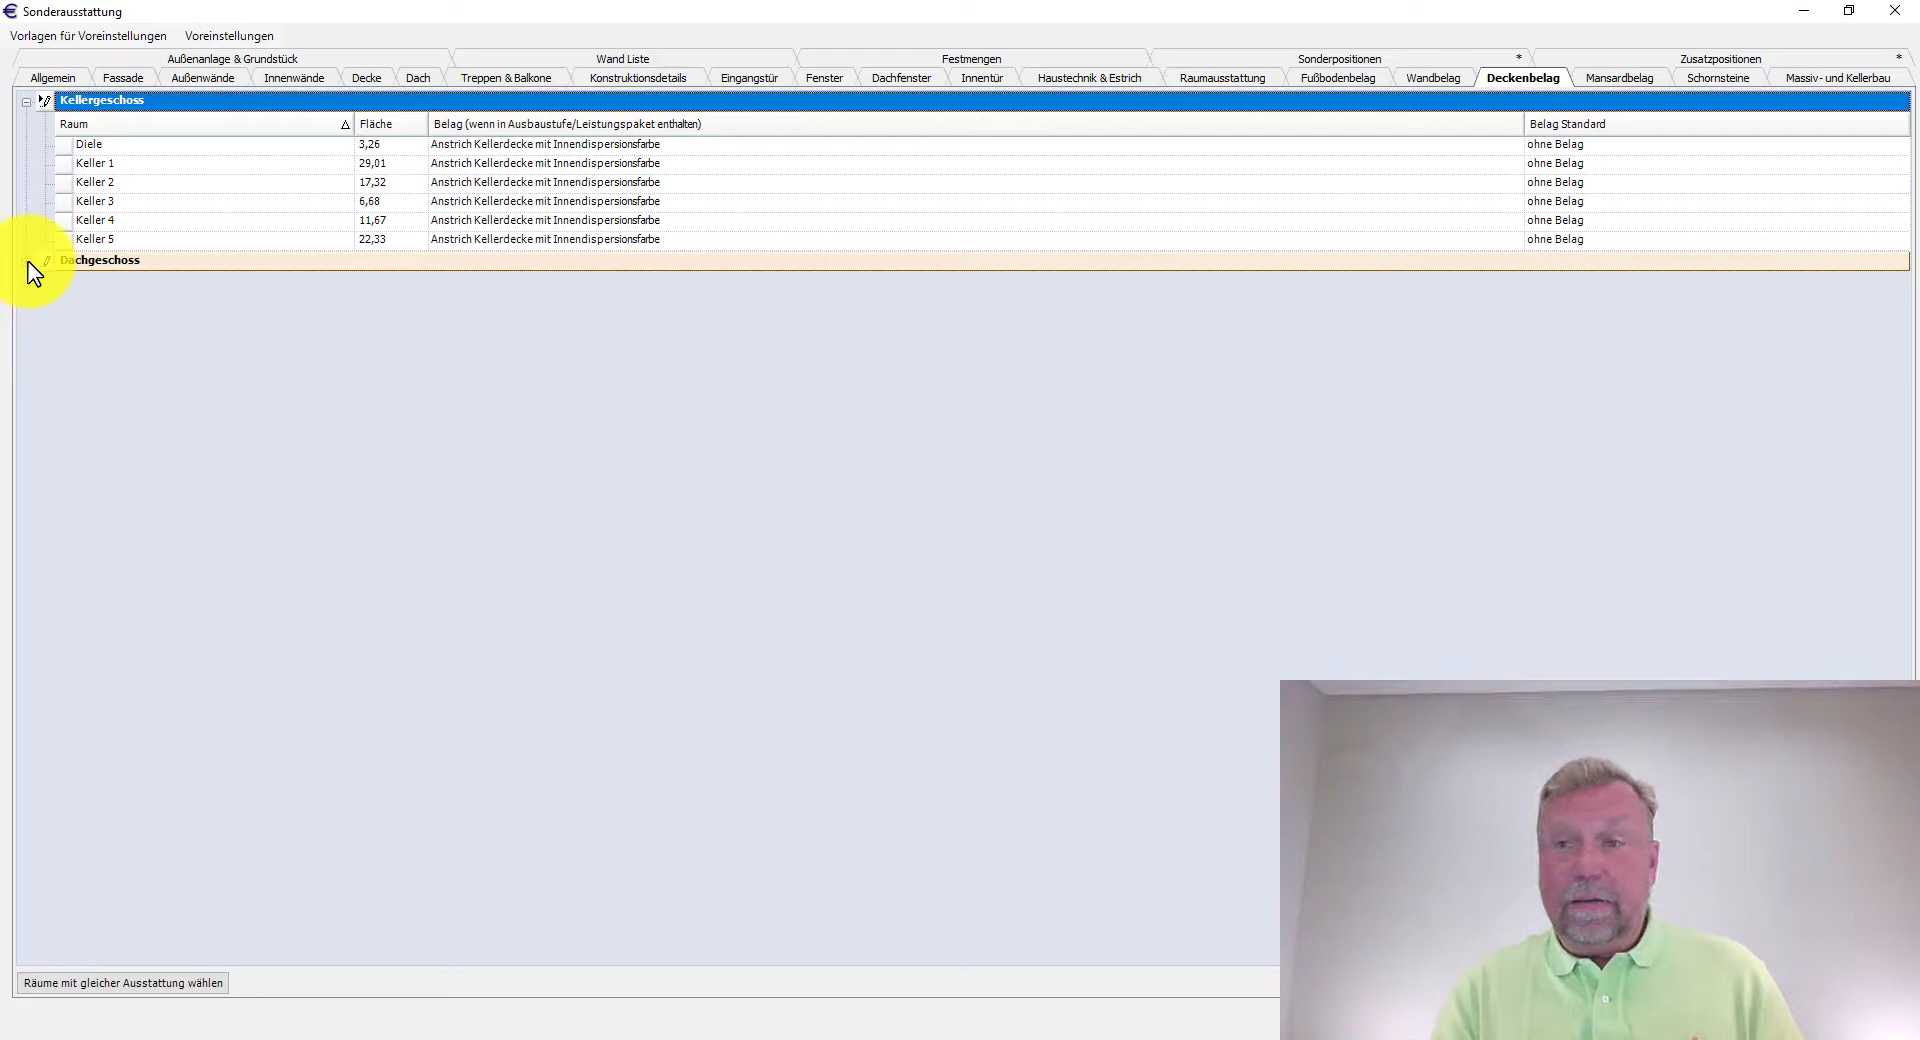 Sonderausstattung
Vorlagen für Voreinstellungen Voreinstellungen
Außenanlage & Grundstück Wand Liste Festmengen Sonderpositionen * Zusatzpositionen *
Allgemein Fassade Außenwände Innenwände Decke Dach Treppen & Balkone Konstruktionsdetails Eingangstür Fenster Dachfenster Innentür Haustechnik & Estrich Raumausstattung Fußbodenbelag Wandbelag Deckenbelag Mansardbelag Schornsteine Massiv- und Kellerbau
Kellergeschoss
Raum Fläche Belag (wenn in Ausbaustufe/Leistungspaket enthalten) Belag Standard
Diele 3,26 Anstrich Kellerdecke mit Innendispersionsfarbe ohne Belag
Keller 1 29,01 Anstrich Kellerdecke mit Innendispersionsfarbe ohne Belag
Keller 2 17,32 Anstrich Kellerdecke mit Innendispersionsfarbe ohne Belag
Keller 3 6,68 Anstrich Kellerdecke mit Innendispersionsfarbe ohne Belag
Keller 4 11,67 Anstrich Kellerdecke mit Innendispersionsfarbe ohne Belag
Keller 5 22,33 Anstrich Kellerdecke mit Innendispersionsfarbe ohne Belag
Dachgeschoss
Räume mit gleicher Ausstattung wählen